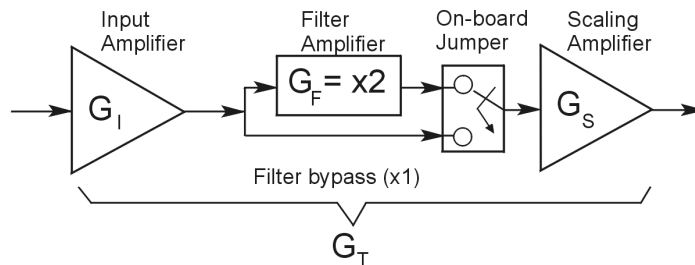 Input
Amplifier
Filter
Amplifier
On-board
Jumper
Scaling
Amplifier
G_I
G_F = x2
G_S
Filter bypass (x1)
G_T